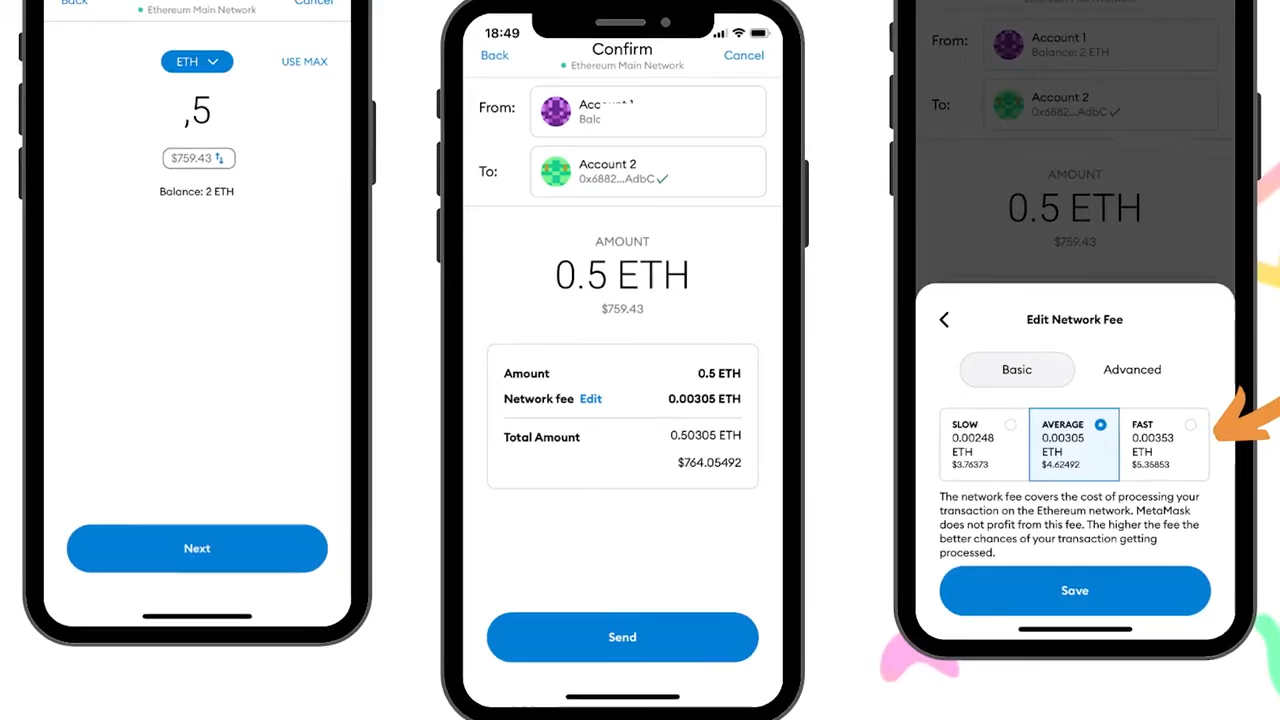 Back
Ethereum Main Network
Cancel
ETH
USE MAX
,5
$759.43
Balance: 2 ETH
Next
18:49
Back
Confirm
Cancel
Ethereum Main Network
From:
Balc
To:
Account 2
0x6882...AdbC
AMOUNT
0.5 ETH
$759.43
Amount
0.5 ETH
Network fee Edit
0.00305 ETH
Total Amount
0.50305 ETH
$764.05492
Send
From:
Account 1
Balance: 2 ETH
To:
Account 2
0x6882...AdbC
AMOUNT
0.5 ETH
$759.43
Edit Network Fee
Basic
Advanced
SLOW
0.00248
ETH
$3.76373
AVERAGE
0.00305
ETH
$4.62492
FAST
0.00353
ETH
$5.35853
The network fee covers the cost of processing your
transaction on the Ethereum network. MetaMask
does not profit from this fee. The higher the fee the
better chances of your transaction getting
processed.
Save